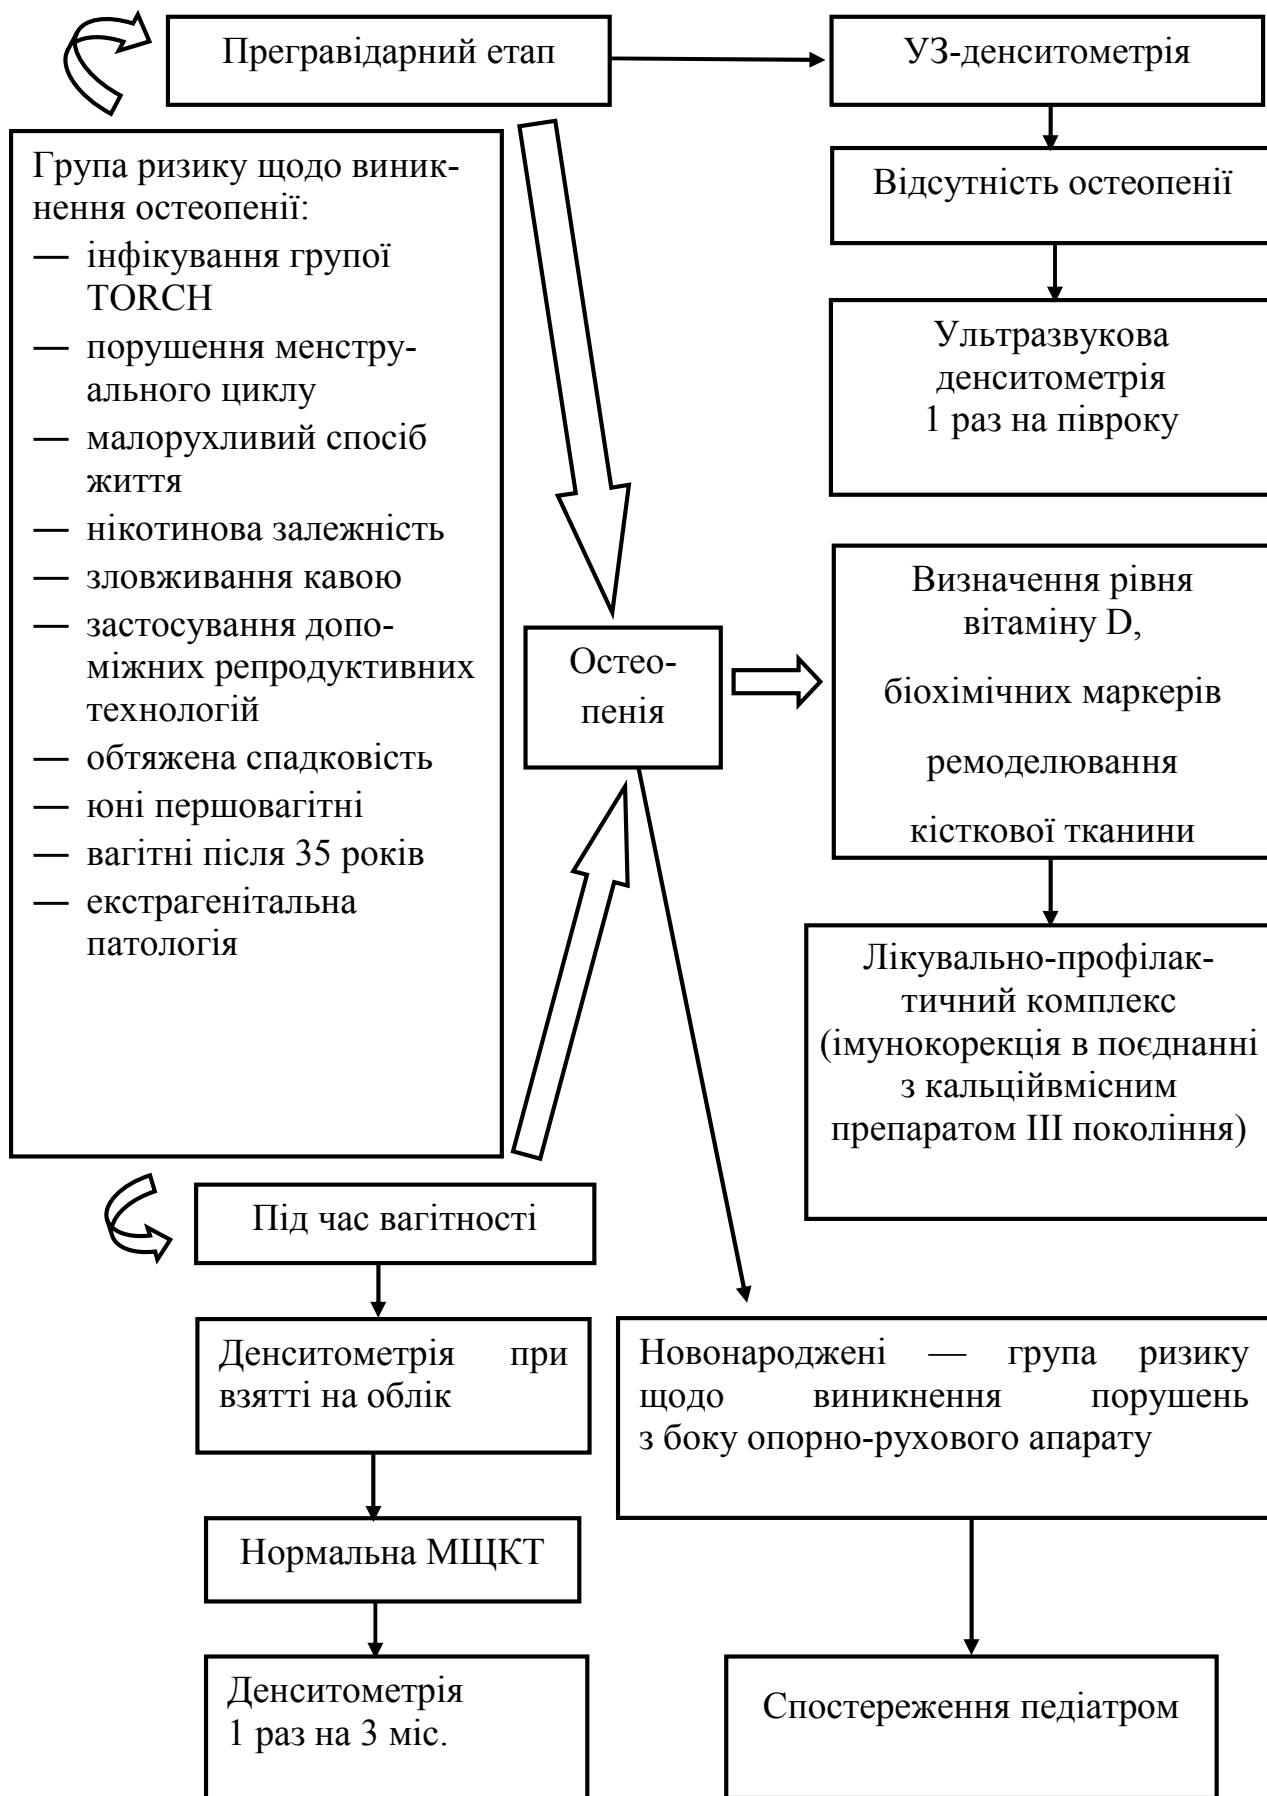 Прегравідарний етап
УЗ-денситометрія
Відсутність остеопенії
Ультразвукова
денситометрія
1 раз на півроку
Група ризику щодо виник-
нення остеопенії:
— інфікування групої
TORCH
— порушення менстру-
ального циклу
— малорухливий спосіб
життя
— нікотинова залежність
— зловживання кавою
— застосування допо-
міжних репродуктивних
технологій
— обтяжена спадковість
— юні першовагітні
— вагітні після 35 років
— екстрагенітальна
патологія
Остео-
пенія
Визначення рівня
вітаміну D,
біохімічних маркерів
ремоделювання
кісткової тканини
Лікувально-профілак-
тичний комплекс
(імунокорекція в поєднанні
з кальційвмісним
препаратом III покоління)
Під час вагітності
Денситометрія при
взятті на облік
Нормальна МЩКТ
Денситометрія
1 раз на 3 міс.
Новонароджені — група ризику
щодо виникнення порушень
з боку опорно-рухового апарату
Спостереження педіатром